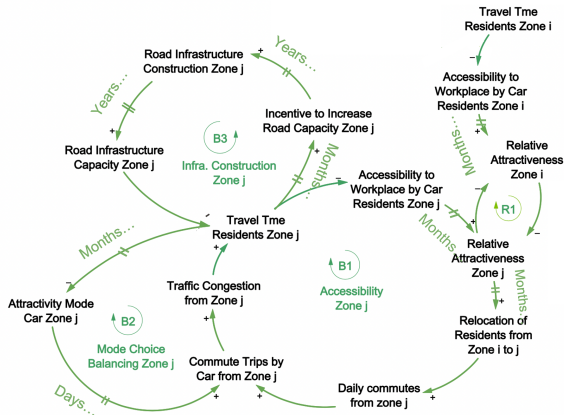 Travel Tme
Residents Zone i
–
Accessibility to
Workplace by Car
Residents Zone i
+
Months...
Relative
Attractiveness
Zone i
–
–
R1
+
Road Infrastructure
Construction Zone j
+
Years...
Years...
+
B3
Infra. Construction
Zone j
Incentive to Increase
Road Capacity Zone j
+
Months...
Road Infrastructure
Capacity Zone j
-
Travel Tme
Residents Zone j
–
Accessibility to
Workplace by Car
Residents Zone j
Months...
+
Relative
Attractiveness
Zone j
Months...
+
Months...
–
+
B1
Accessibility
Zone j
Traffic Congestion
from Zone j
+
Attractivity Mode
Car Zone j
B2
Mode Choice
Balancing Zone j
Relocation of
Residents from
Zone i to j
Commute Trips by
Car from Zone j
+
+
Days...
Daily commutes
from zone j
+